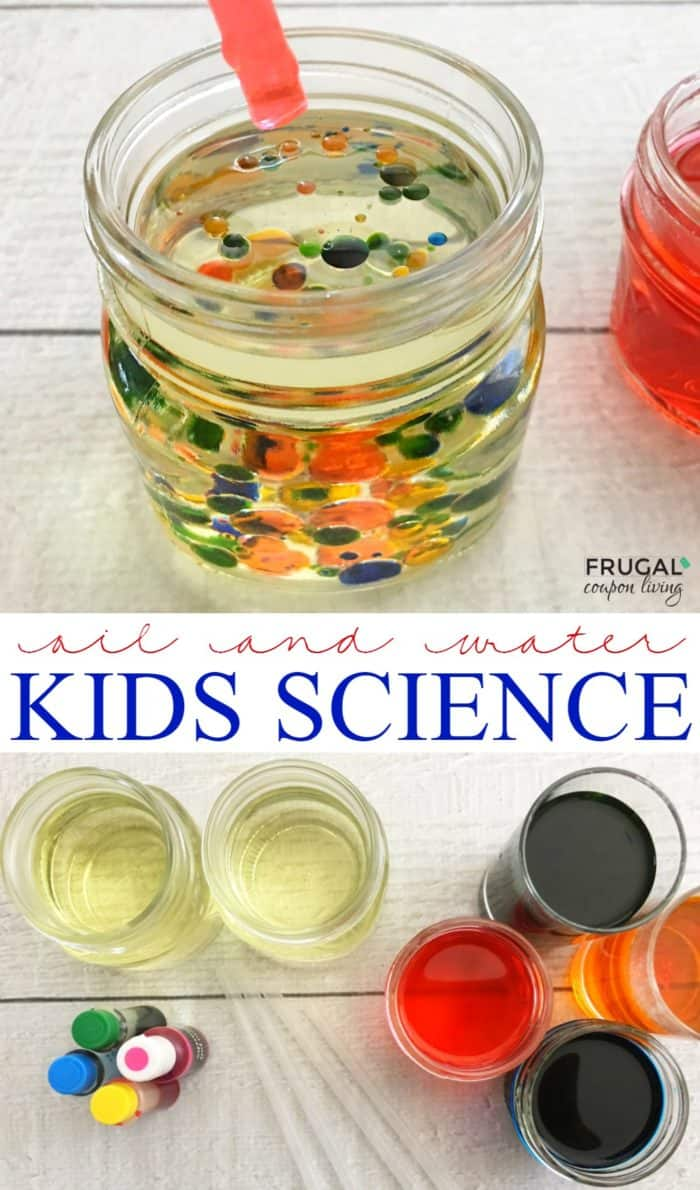 FRUGAL
coupon living
oil and water
KIDS SCIENCE